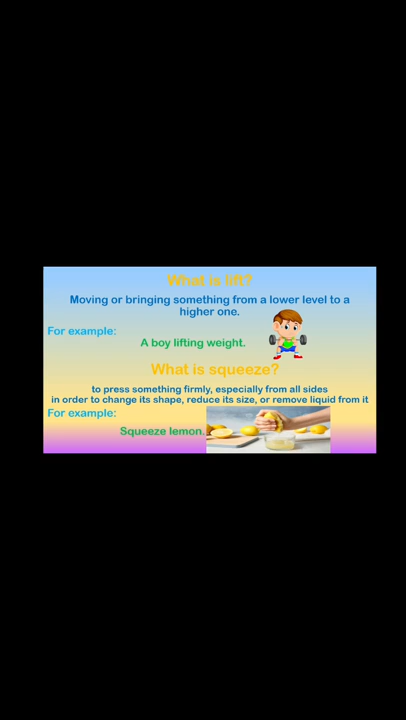 What is lift?
Moving or bringing something from a lower level to a
higher one.
For example:
A boy lifting weight.
What is squeeze?
to press something firmly, especially from all sides
in order to change its shape, reduce its size, or remove liquid from it
For example:
Squeeze lemon.